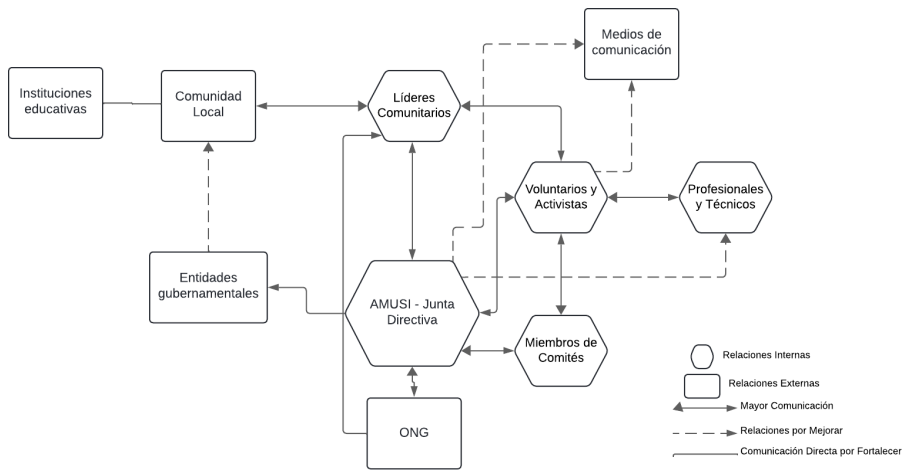 Medios de
comunicación
Instituciones
educativas
Comunidad
Local
Líderes
Comunitarios
Voluntarios y
Activistas
Profesionales
y Técnicos
Entidades
gubernamentales
AMUSI - Junta
Directiva
Miembros de
Comités
ONG
Relaciones Internas
Relaciones Externas
Mayor Comunicación
Relaciones por Mejorar
Comunicación Directa por Fortalecer